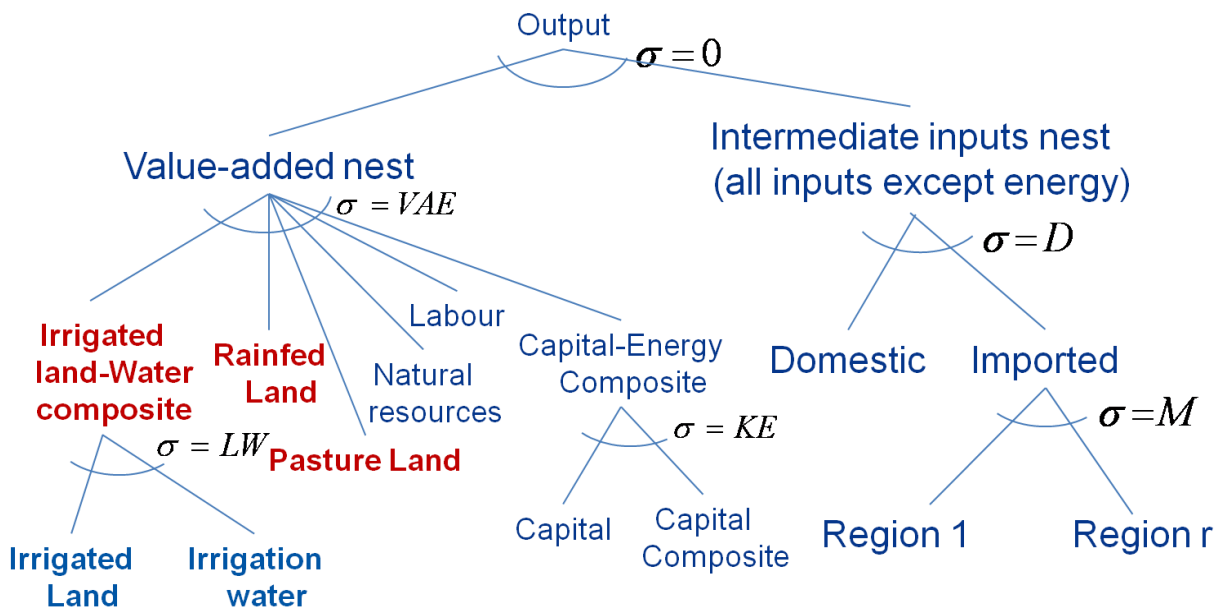 Output
σ = 0
Value-added nest
σ = VAE
Intermediate inputs nest
(all inputs except energy)
σ = D
Irrigated
land-Water
composite
σ = LW
Rainfed
Land
Pasture Land
Natural
resources
Labour
Capital-Energy
Composite
σ = KE
Domestic
Imported
σ = M
Irrigated
Land
Irrigation
water
Capital
Capital
Composite
Region 1
Region r